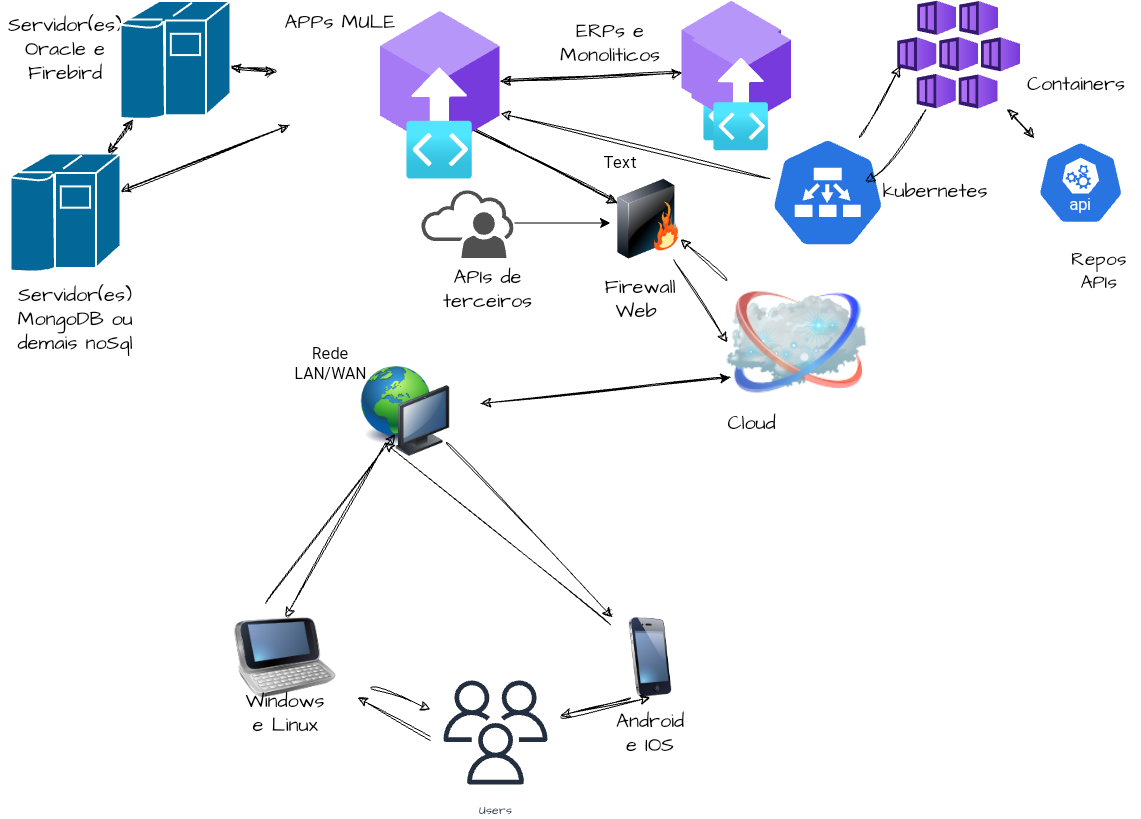 Servidor(es)
Oracle e
Firebird
APPs MULE
ERPs e
Monoliticos
Containers
Text
kubernetes
api
Repos
APIs
Servidor(es)
MongoDB ou
demais noSql
APIs de
terceiros
Firewall
Web
Rede
LAN/WAN
Cloud
Windows
e Linux
Android
e IOS
Users